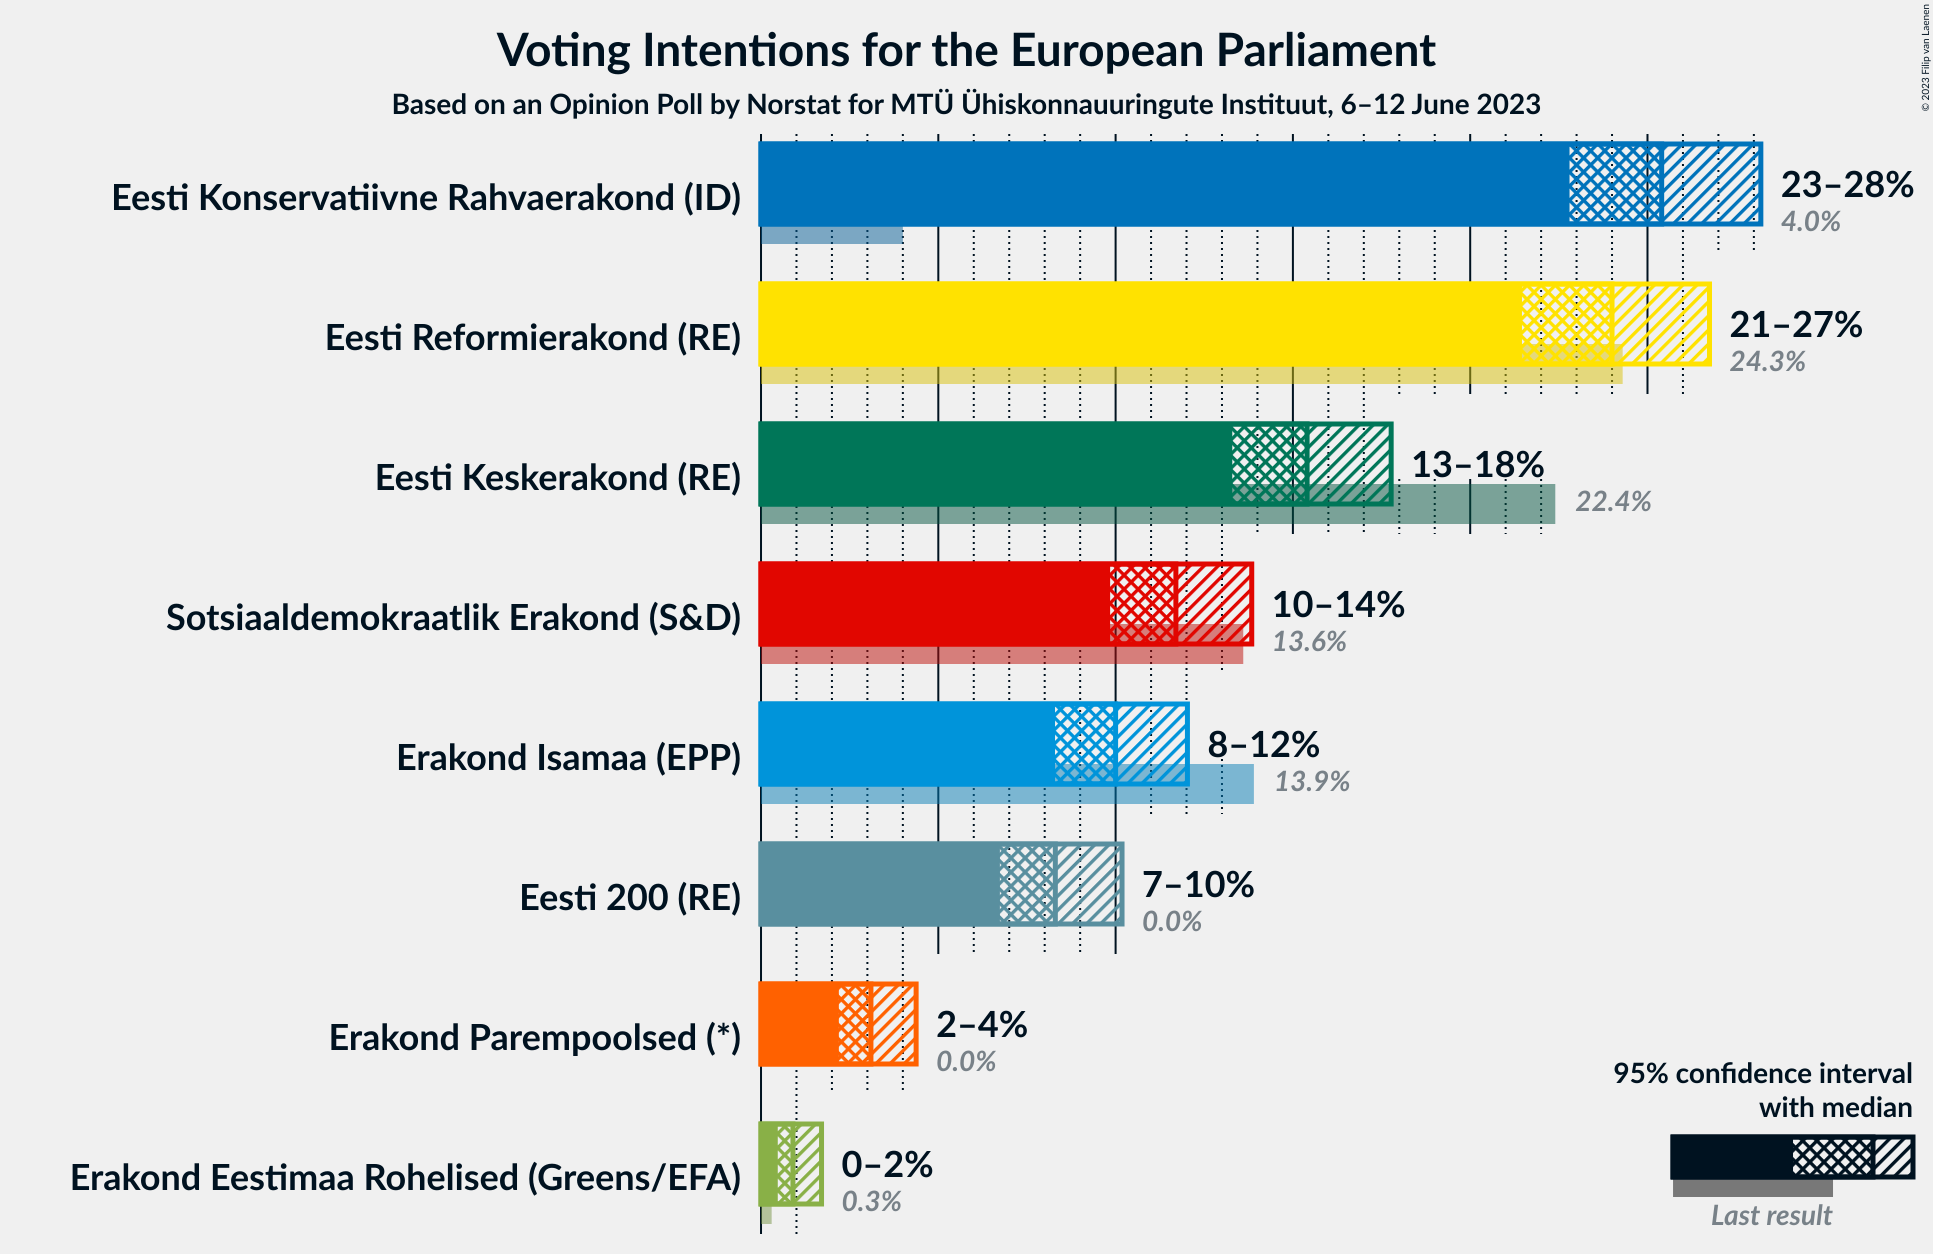 Voting Intentions for the European Parliament
Based on an Opinion Poll by Norstat for MTÜ Ühiskonnauuringute Instituut, 6–12 June 2023
© 2023 Filip van Laenen
Eesti Konservatiivne Rahvaerakond (ID)
23–28%
4.0%
Eesti Reformierakond (RE)
21–27%
24.3%
Eesti Keskerakond (RE)
13–18%
22.4%
Sotsiaaldemokraatlik Erakond (S&D)
10–14%
13.6%
Erakond Isamaa (EPP)
8–12%
13.9%
Eesti 200 (RE)
7–10%
0.0%
Erakond Parempoolsed (*)
2–4%
0.0%
Erakond Eestimaa Rohelised (Greens/EFA)
0–2%
0.3%
95% confidence interval
with median
Last result